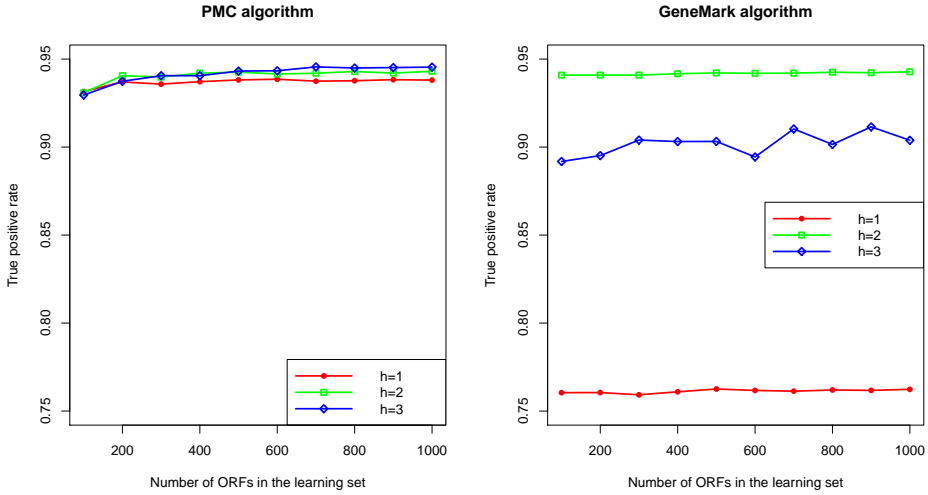 PMC algorithm
True positive rate
0.95
0.90
0.85
0.80
0.75
h=1
h=2
h=3
200 400 600 800 1000
Number of ORFs in the learning set
GeneMark algorithm
True positive rate
0.95
0.90
0.85
0.80
0.75
h=1
h=2
h=3
200 400 600 800 1000
Number of ORFs in the learning set